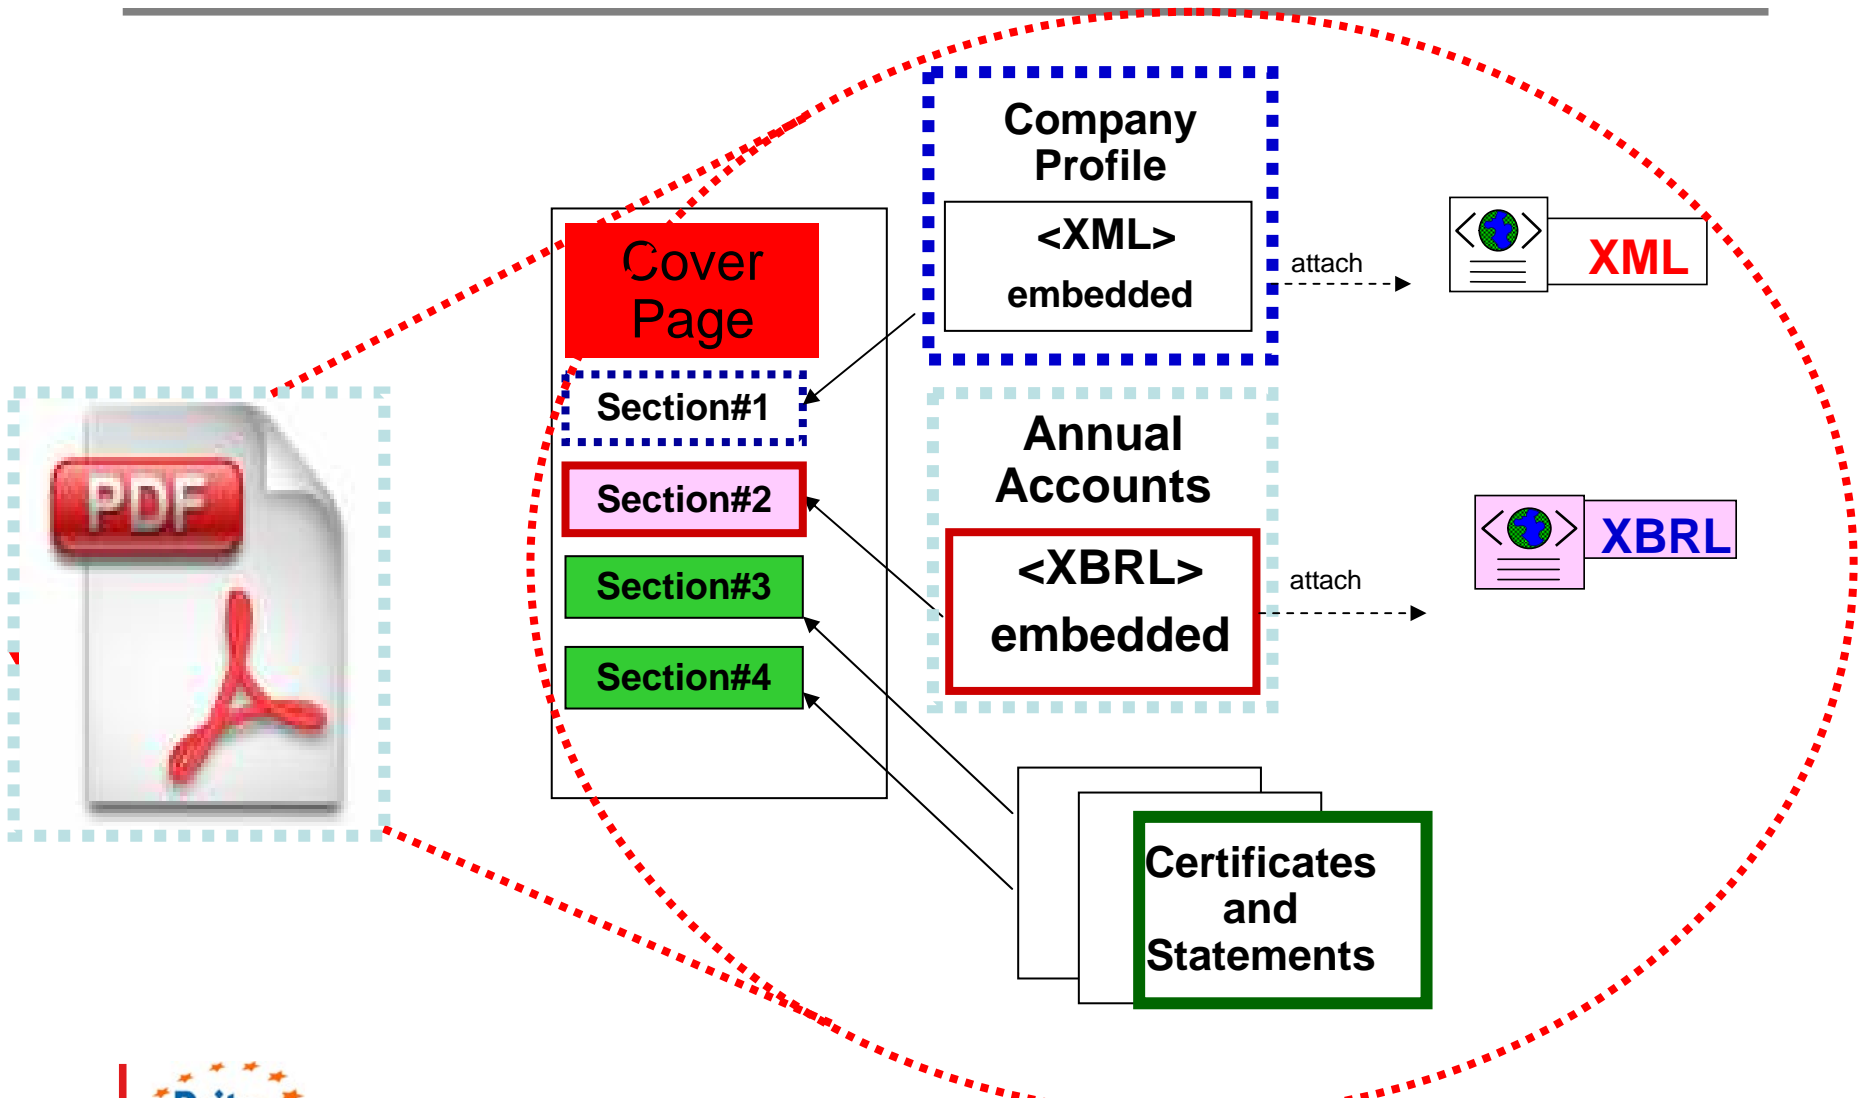 Company
Profile
<XML>
embedded
attach
XML
Cover
Page
Section#1
Section#2
Section#3
Section#4
PDF
Annual
Accounts
<XBRL>
embedded
attach
XBRL
Certificates
and
Statements